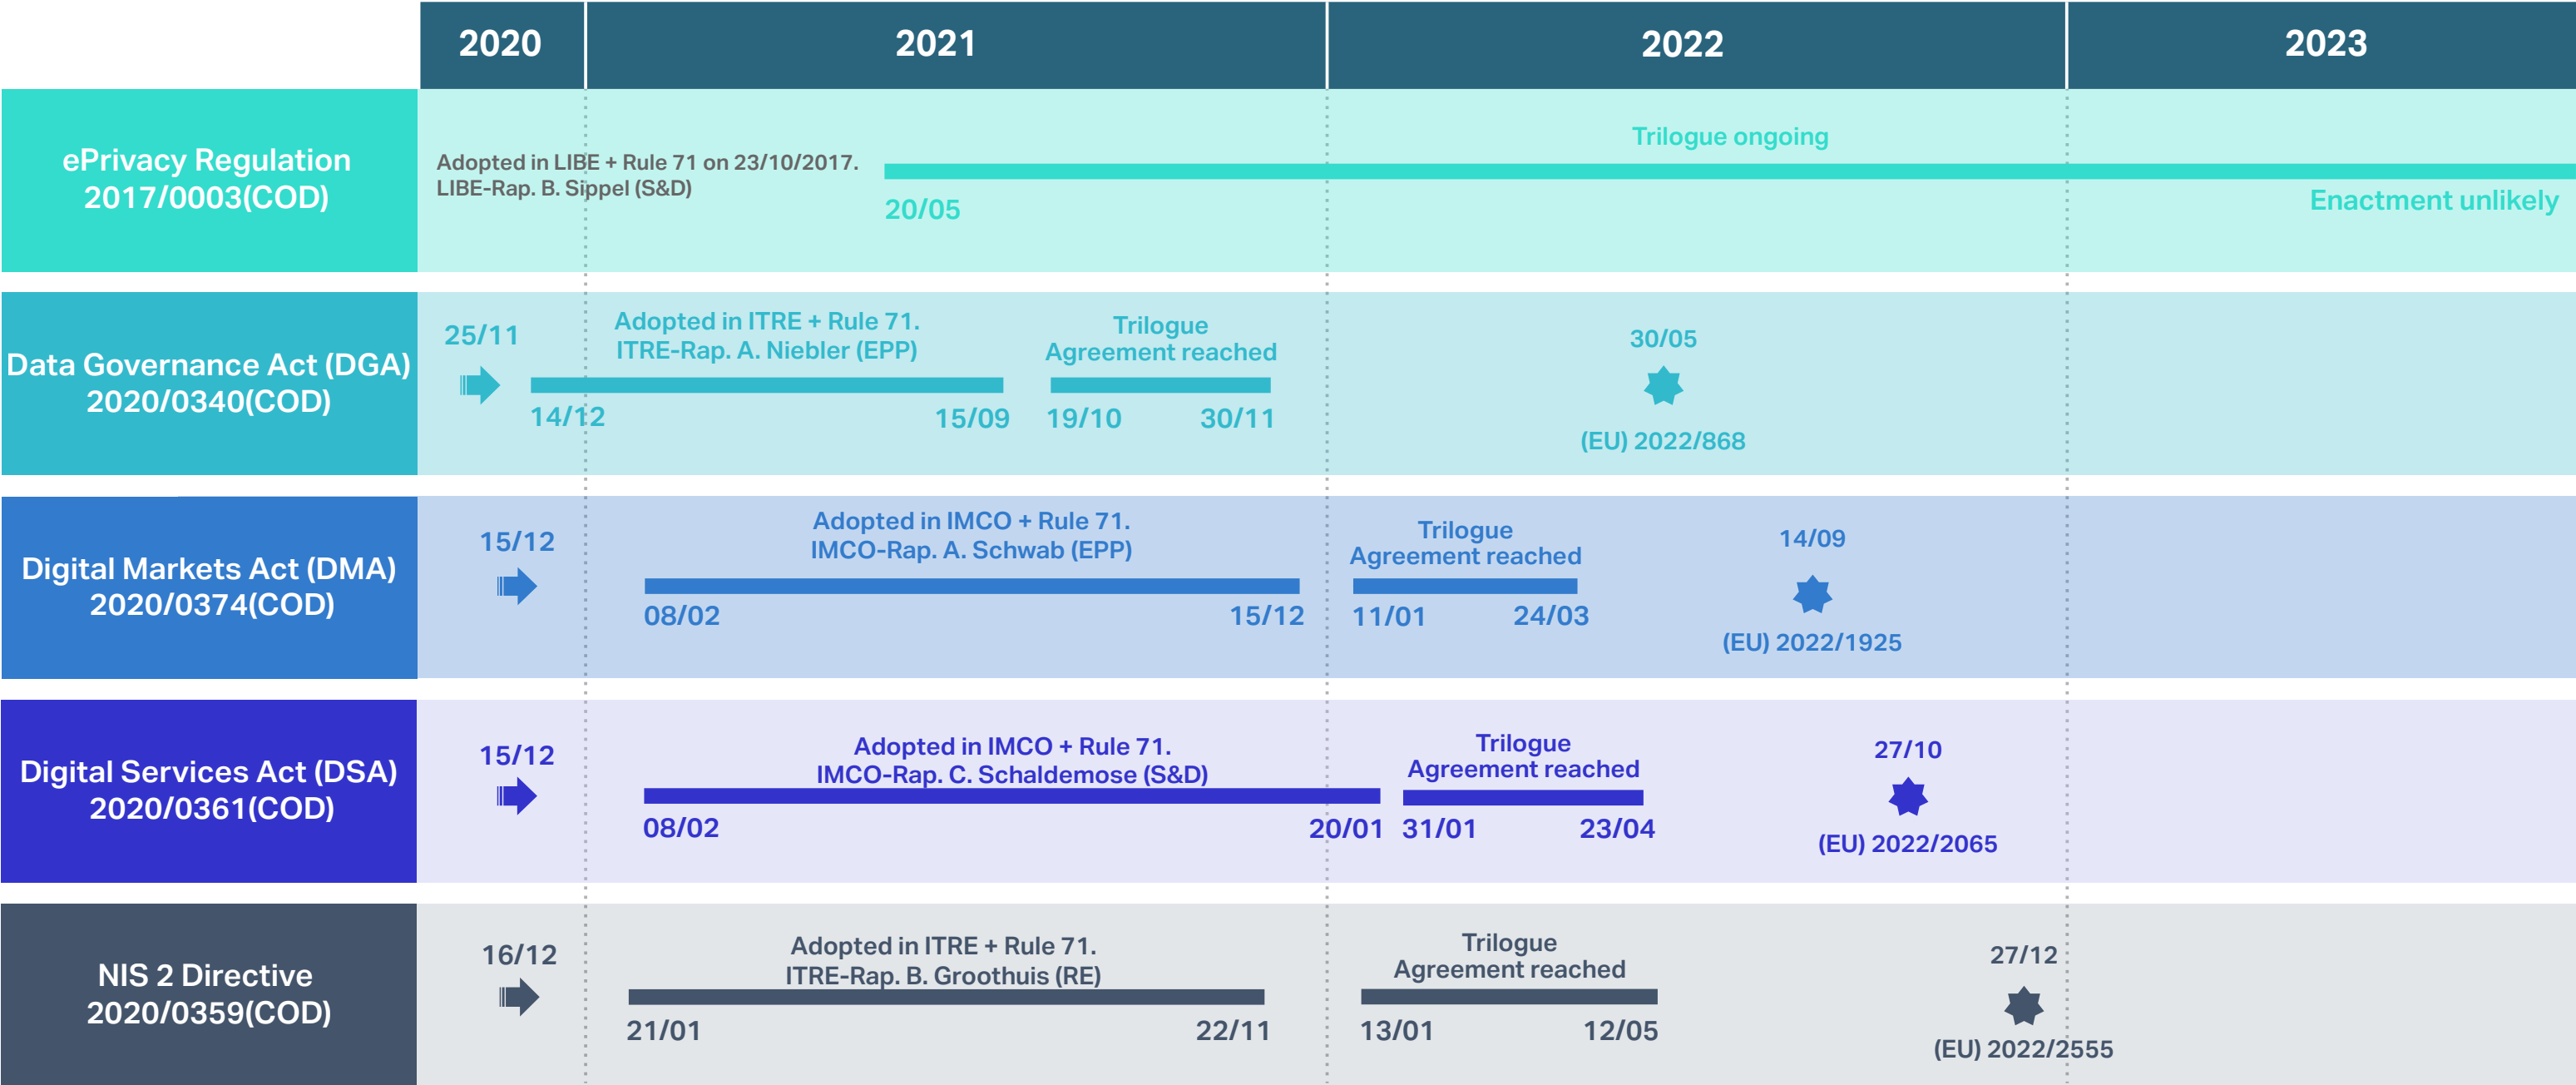 2020
2021
2022
2023
ePrivacy Regulation
2017/0003(COD)
Adopted in LIBE + Rule 71 on 23/10/2017.
LIBE-Rap. B. Sippel (S&D)
20/05
Trilogue ongoing
Enactment unlikely
Data Governance Act (DGA)
2020/0340(COD)
25/11
Adopted in ITRE + Rule 71.
ITRE-Rap. A. Niebler (EPP)
14/12
15/09
Trilogue
Agreement reached
19/10
30/11
30/05
(EU) 2022/868
Digital Markets Act (DMA)
2020/0374(COD)
15/12
Adopted in IMCO + Rule 71.
IMCO-Rap. A. Schwab (EPP)
08/02
15/12
Trilogue
Agreement reached
11/01
24/03
14/09
(EU) 2022/1925
Digital Services Act (DSA)
2020/0361(COD)
15/12
Adopted in IMCO + Rule 71.
IMCO-Rap. C. Schaldemose (S&D)
08/02
20/01
Trilogue
Agreement reached
31/01
23/04
27/10
(EU) 2022/2065
NIS 2 Directive
2020/0359(COD)
16/12
Adopted in ITRE + Rule 71.
ITRE-Rap. B. Groothuis (RE)
21/01
22/11
Trilogue
Agreement reached
13/01
12/05
27/12
(EU) 2022/2555